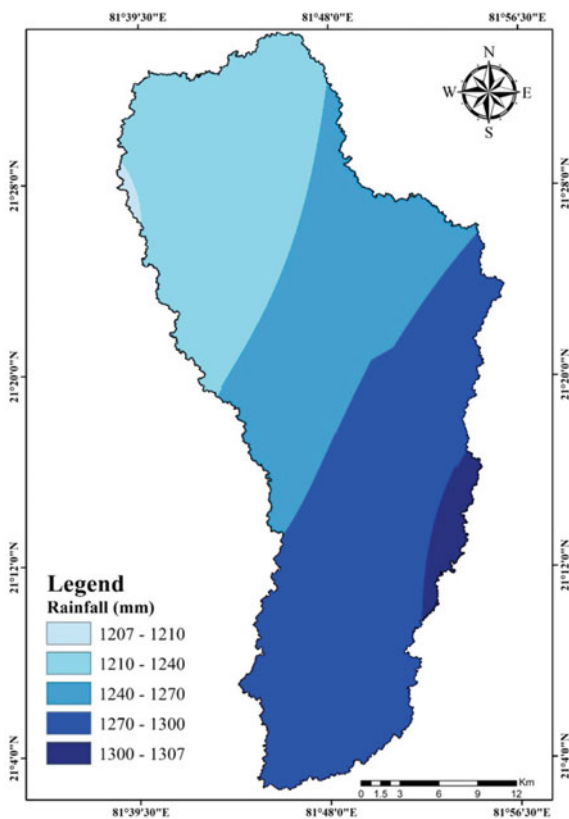 81°39'30"E 81°48'0"E 81°56'30"E
N
W E
S
21°28'0"N 21°28'0"N
21°20'0"N 21°20'0"N
21°12'0"N 21°12'0"N
Legend
Rainfall (mm)
1207 - 1210
1210 - 1240
1240 - 1270
1270 - 1300
1300 - 1307
21°4'0"N 21°4'0"N
Km
0 1.5 3 6 9 12
81°39'30"E 81°48'0"E 81°56'30"E